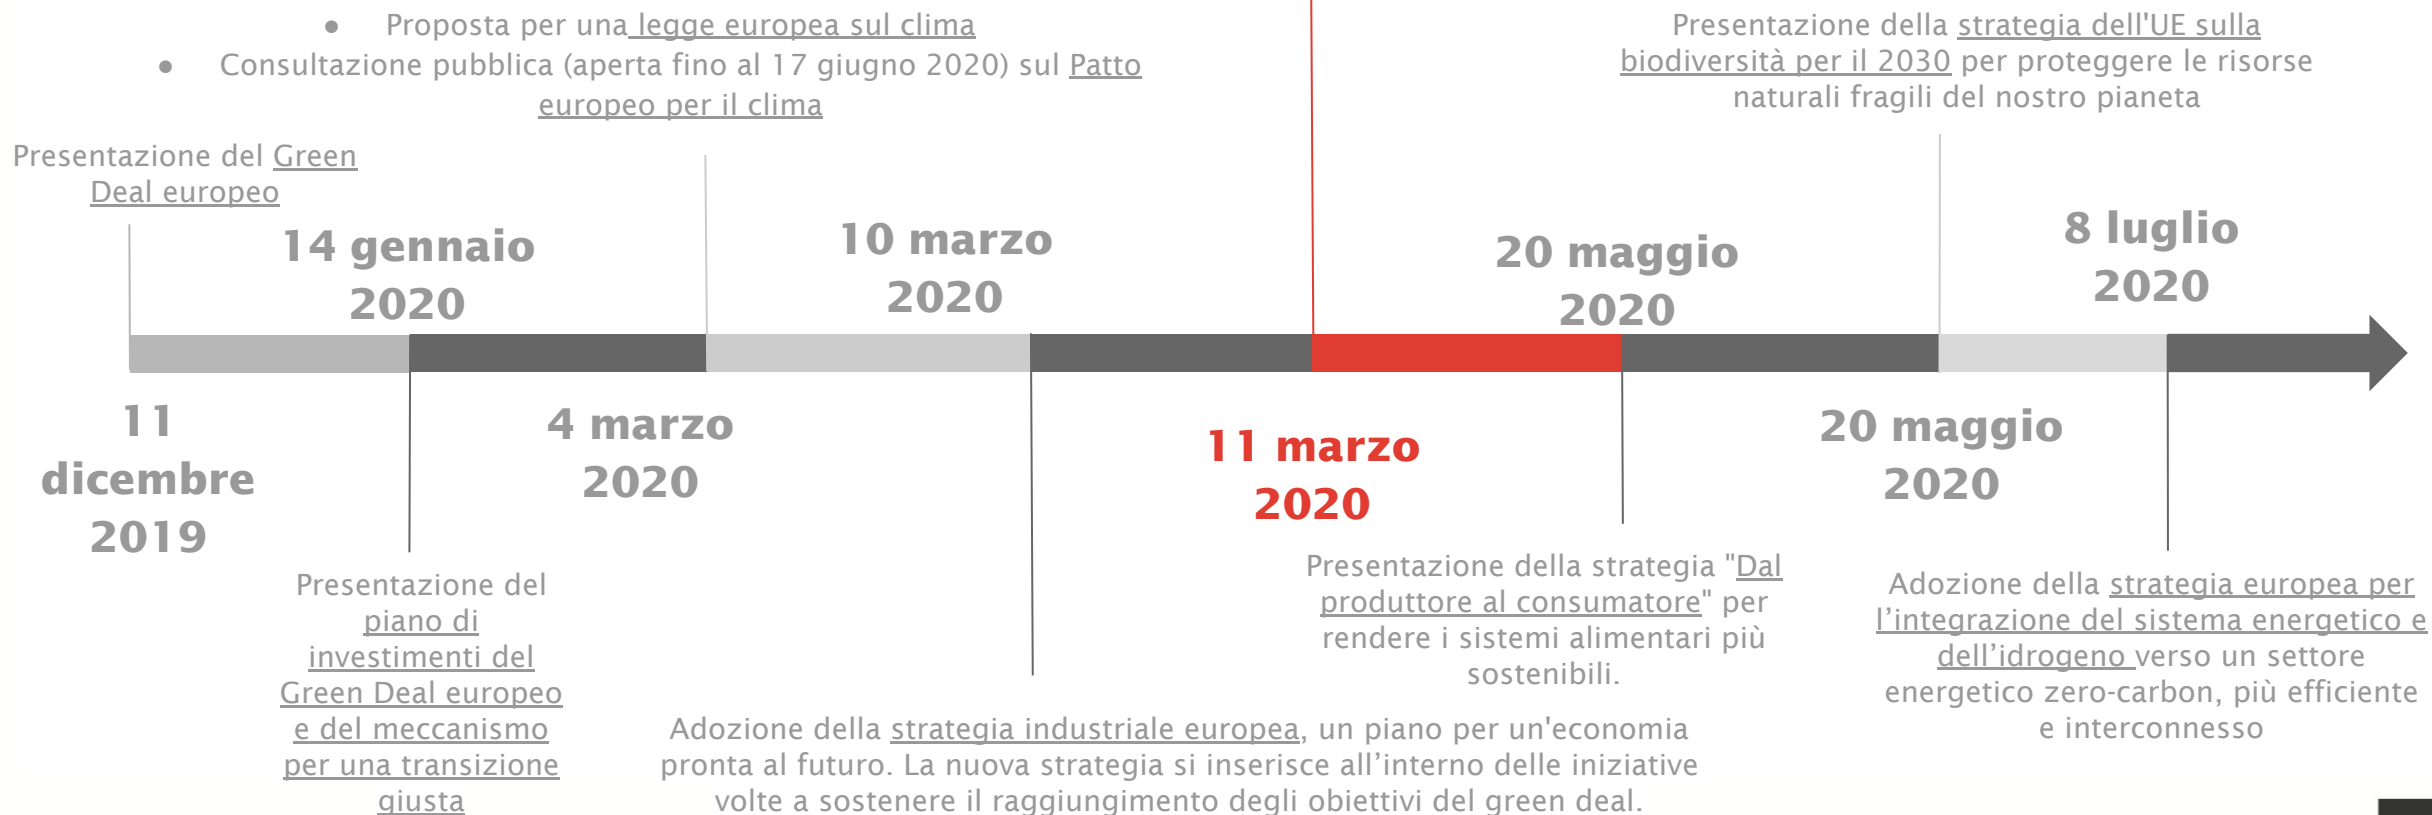 ● Proposta per una legge europea sul clima
● Consultazione pubblica (aperta fino al 17 giugno 2020) sul Patto
europeo per il clima
Presentazione della strategia dell'UE sulla
biodiversità per il 2030 per proteggere le risorse
naturali fragili del nostro pianeta
Presentazione del Green
Deal europeo
14 gennaio
2020
10 marzo
2020
20 maggio
2020
8 luglio
2020
11
dicembre
2019
4 marzo
2020
11 marzo
2020
20 maggio
2020
Presentazione del
piano di
investimenti del
Green Deal europeo
e del meccanismo
per una transizione
giusta
Adozione della strategia industriale europea, un piano per un'economia
pronta al futuro. La nuova strategia si inserisce all’interno delle iniziative
volte a sostenere il raggiungimento degli obiettivi del green deal.
Presentazione della strategia "Dal
produttore al consumatore" per
rendere i sistemi alimentari più
sostenibili.
Adozione della strategia europea per
l’integrazione del sistema energetico e
dell’idrogeno verso un settore
energetico zero-carbon, più efficiente
e interconnesso